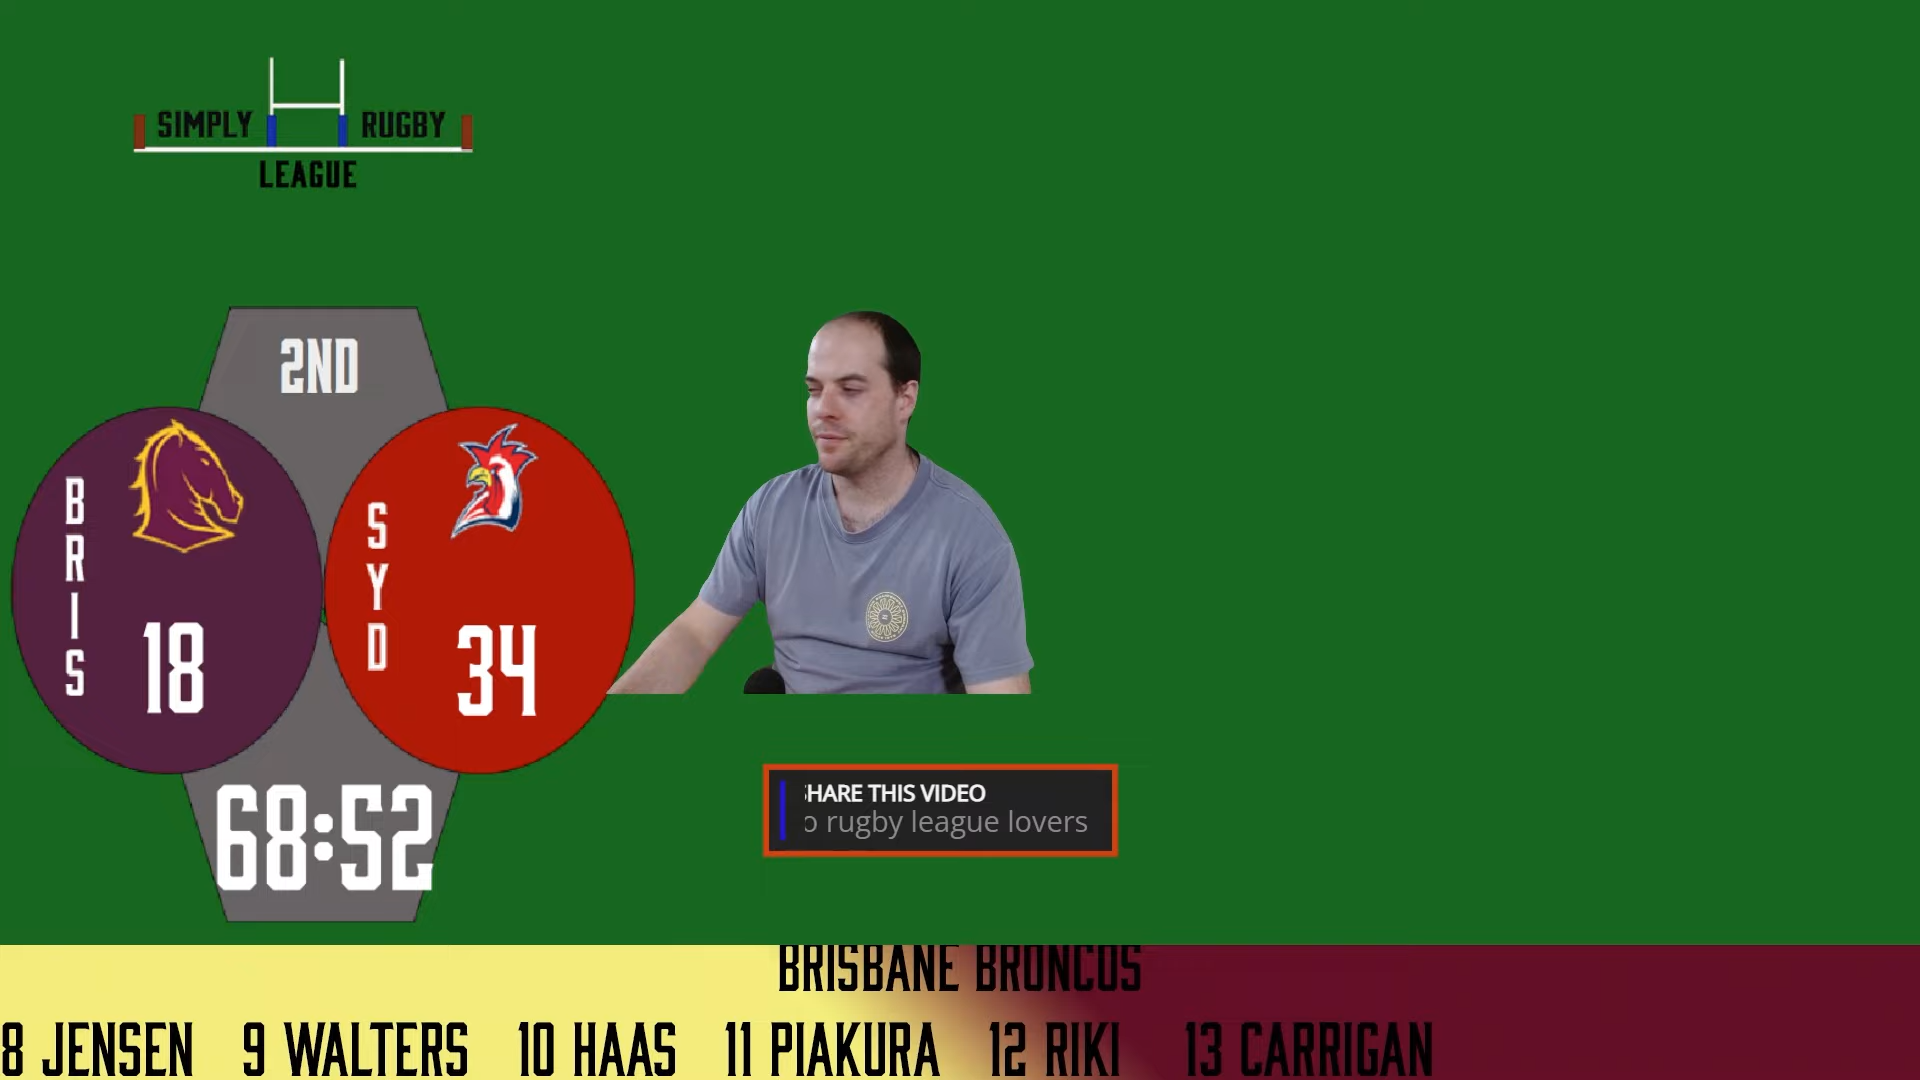 SIMPLY RUGBY
LEAGUE
2ND
BRIS
SYD
18
34
68:52
HARE THIS VIDEO
o rugby league lovers
BRISBANE BRONCOS
8 JENSEN 9 WALTERS 10 HAAS 11 PIAKURA 12 RIKI 13 CARRIGAN